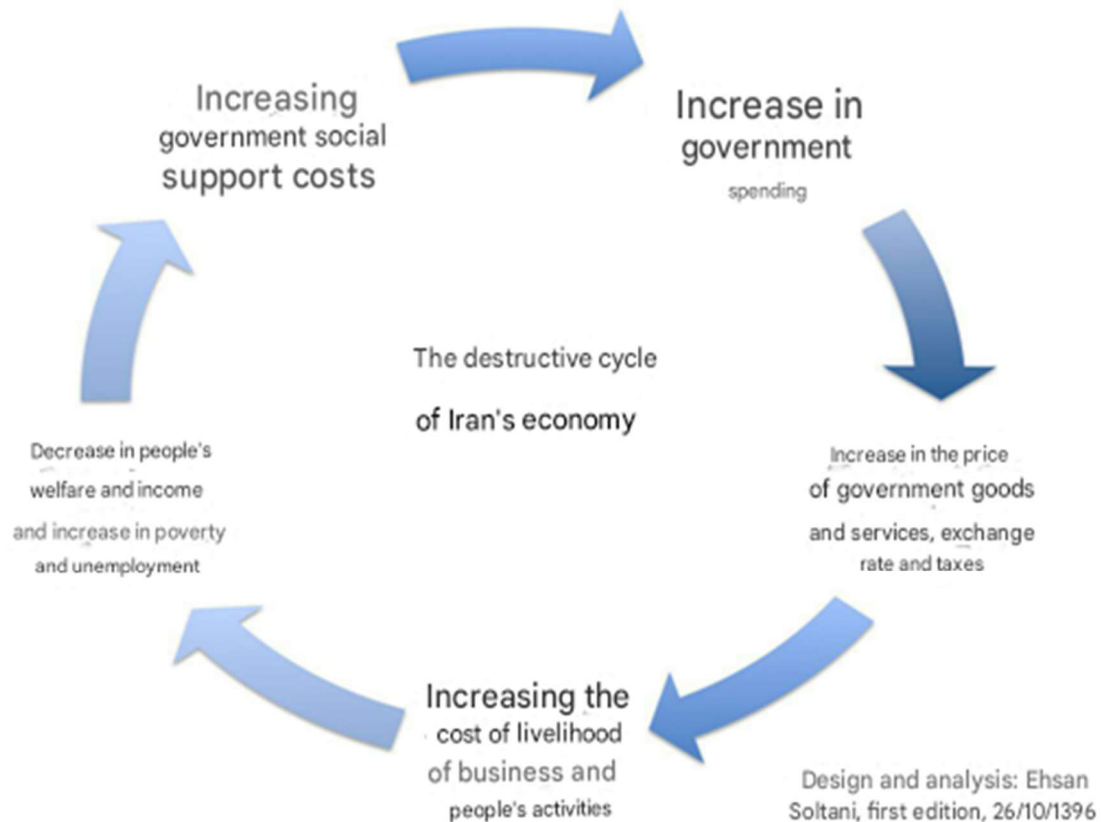 Increasing
government social
support costs
Increase in
government
spending
The destructive cycle
of Iran's economy
Decrease in people's
welfare and income
and increase in poverty
and unemployment
Increase in the price
of government goods
and services, exchange
rate and taxes
Increasing the
cost of livelihood
of business and
people's activities
Design and analysis: Ehsan
Soltani, first edition, 26/10/1396